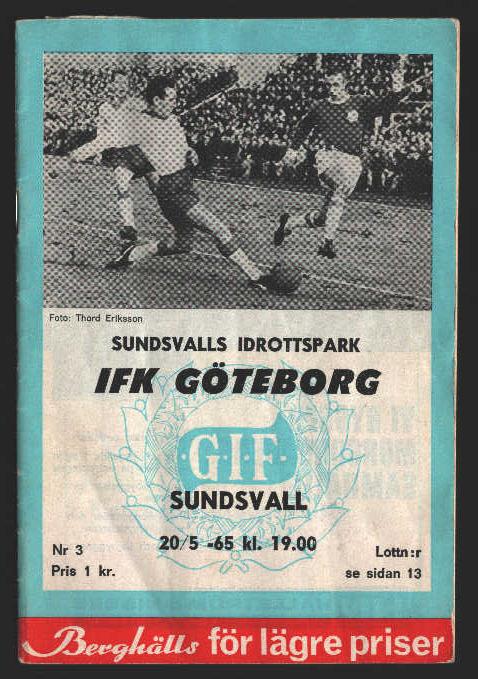 Foto: Thord Eriksson
SUNDSVALLS IDROTTSPARK
IFK GÖTEBORG
G·I·F·
SUNDSVALL
20/5 -65 kl. 19.00
Nr 3
Pris 1 kr.
Lottn:r
se sidan 13
Berghälls för lägre priser